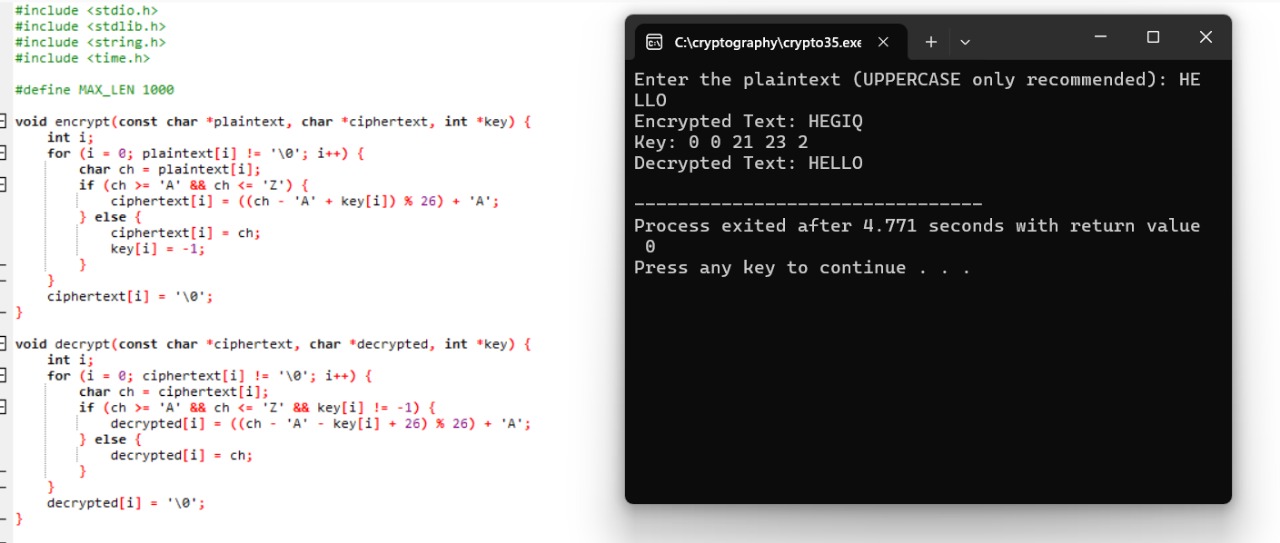 #include <stdio.h>
#include <stdlib.h>
#include <string.h>
#include <time.h>

#define MAX_LEN 1000

void encrypt(const char *plaintext, char *ciphertext, int *key) {
    int i;
    for (i = 0; plaintext[i] != '\0'; i++) {
        char ch = plaintext[i];
        if (ch >= 'A' && ch <= 'Z') {
            ciphertext[i] = ((ch - 'A' + key[i]) % 26) + 'A';
        } else {
            ciphertext[i] = ch;
            key[i] = -1;
        }
    }
    ciphertext[i] = '\0';
}

void decrypt(const char *ciphertext, char *decrypted, int *key) {
    int i;
    for (i = 0; ciphertext[i] != '\0'; i++) {
        char ch = ciphertext[i];
        if (ch >= 'A' && ch <= 'Z' && key[i] != -1) {
            decrypted[i] = ((ch - 'A' - key[i] + 26) % 26) + 'A';
        } else {
            decrypted[i] = ch;
        }
    }
    decrypted[i] = '\0';
}

C:\cryptography\crypto35.exe
Enter the plaintext (UPPERCASE only recommended): HE
LLO
Encrypted Text: HEGIQ
Key: 0 0 21 23 2
Decrypted Text: HELLO

--------------------------------
Process exited after 4.771 seconds with return value
 0
Press any key to continue . . .